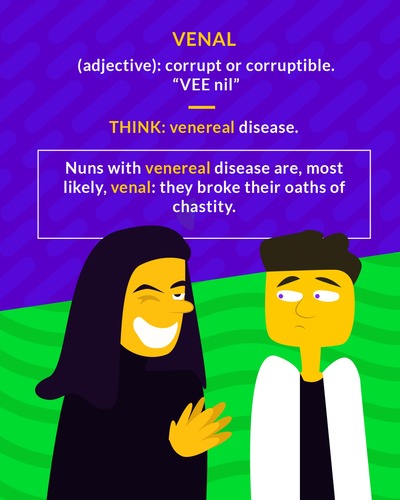 VENAL
(adjective): corrupt or corruptible.
“VEE nil”
THINK: venereal disease.
Nuns with venereal disease are, most
likely, venal: they broke their oaths of
chastity.